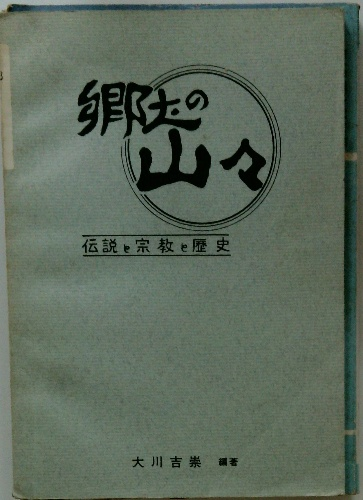 郷土の
山々
伝説と宗教と歴史
大川吉崇 編著